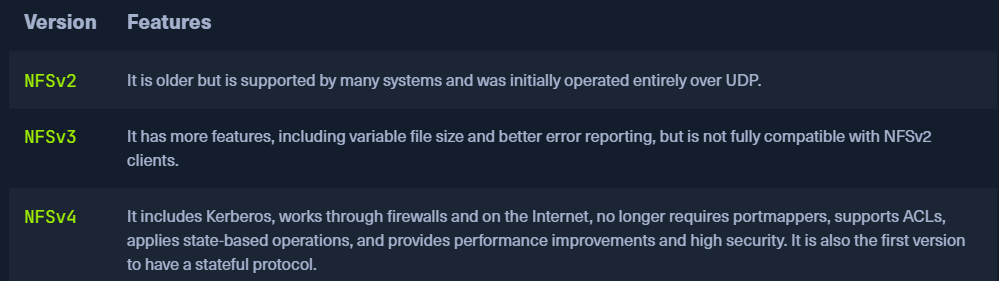 Version Features
NFSv2 It is older but is supported by many systems and was initially operated entirely over UDP.
NFSv3 It has more features, including variable file size and better error reporting, but is not fully compatible with NFSv2
clients.
NFSv4 It includes Kerberos, works through firewalls and on the Internet, no longer requires portmappers, supports ACLs,
applies state-based operations, and provides performance improvements and high security. It is also the first version
to have a stateful protocol.